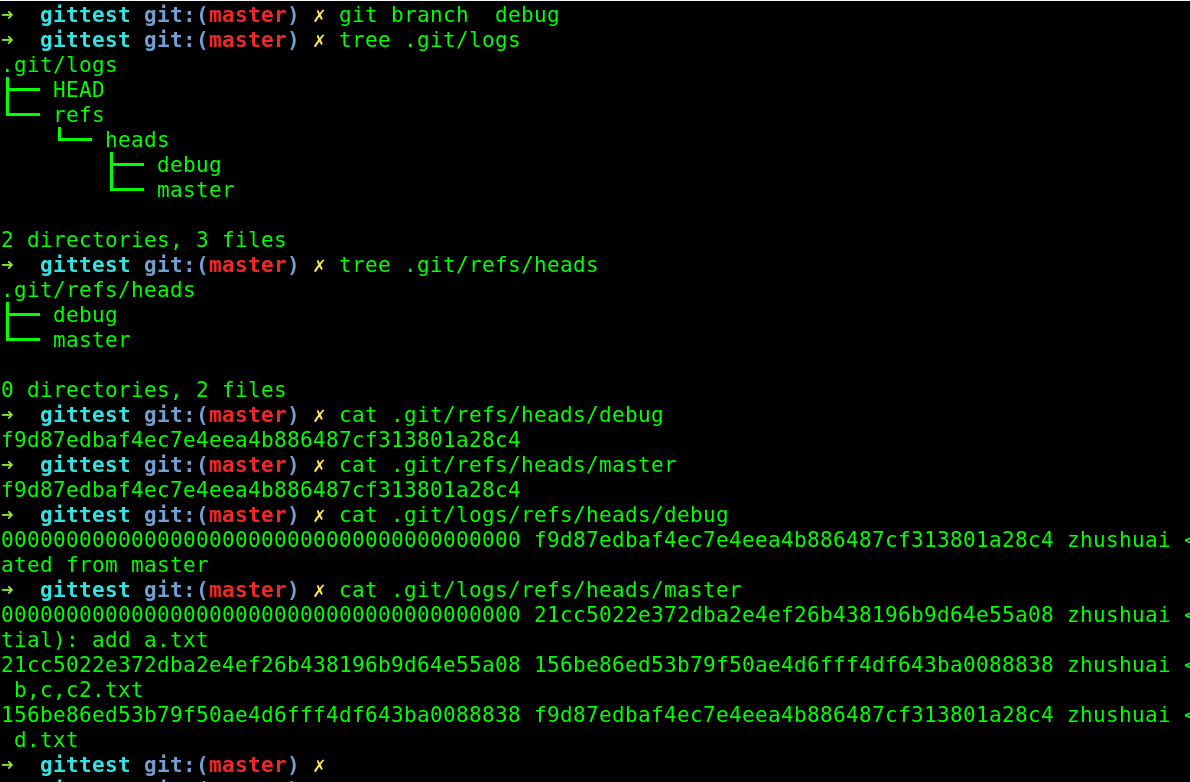 →  gittest git:(master) ✗ git branch  debug
→  gittest git:(master) ✗ tree .git/logs
.git/logs
├── HEAD
└── refs
    └── heads
        ├── debug
        └── master
2 directories, 3 files
→  gittest git:(master) ✗ tree .git/refs/heads
.git/refs/heads
├── debug
└── master
0 directories, 2 files
→  gittest git:(master) ✗ cat .git/refs/heads/debug
f9d87edbaf4ec7e4eea4b886487cf313801a28c4
→  gittest git:(master) ✗ cat .git/refs/heads/master
f9d87edbaf4ec7e4eea4b886487cf313801a28c4
→  gittest git:(master) ✗ cat .git/logs/refs/heads/debug
0000000000000000000000000000000000000000 f9d87edbaf4ec7e4eea4b886487cf313801a28c4 zhushuai <
ated from master
→  gittest git:(master) ✗ cat .git/logs/refs/heads/master
0000000000000000000000000000000000000000 21cc5022e372dba2e4ef26b438196b9d64e55a08 zhushuai <
tial): add a.txt
21cc5022e372dba2e4ef26b438196b9d64e55a08 156be86ed53b79f50ae4d6fff4df643ba0088838 zhushuai <
 b,c,c2.txt
156be86ed53b79f50ae4d6fff4df643ba0088838 f9d87edbaf4ec7e4eea4b886487cf313801a28c4 zhushuai <
 d.txt
→  gittest git:(master) ✗